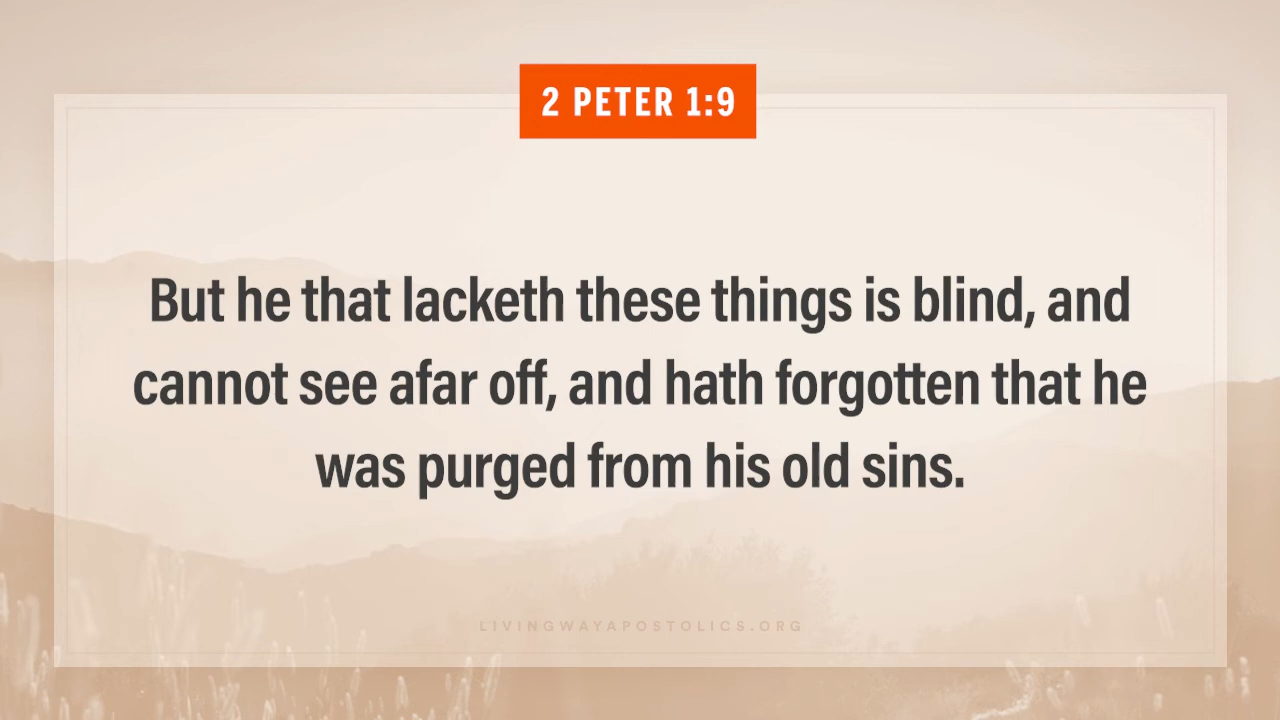 2 PETER 1:9
But he that lacketh these things is blind, and
cannot see afar off, and hath forgotten that he
was purged from his old sins.
LIVINGWAYAPOSTOLICS.ORG